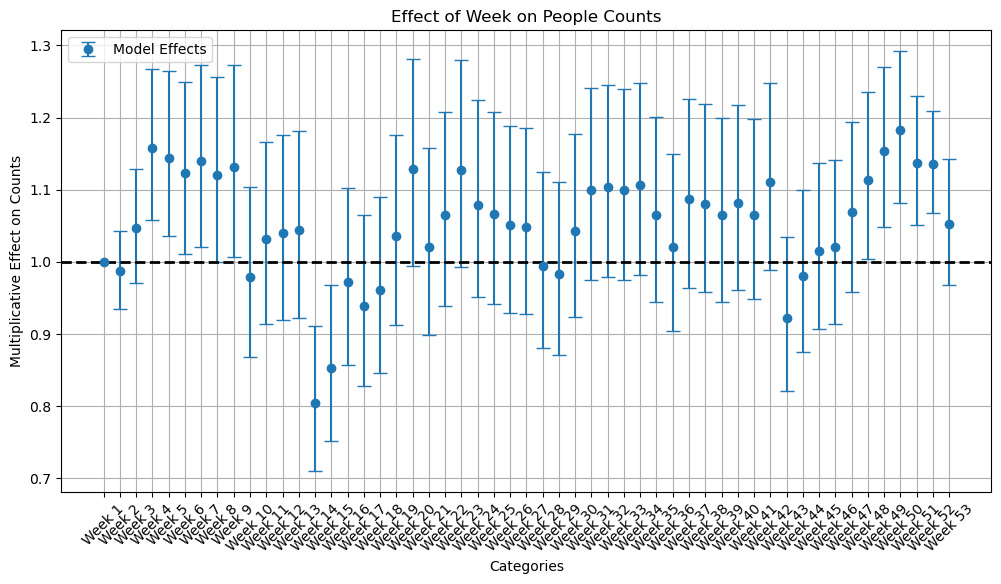 Effect of Week on People Counts
Model Effects
Multiplicative Effect on Counts
1.3
1.2
1.1
1.0
0.9
0.8
0.7
Week 1
Week 2
Week 3
Week 4
Week 5
Week 6
Week 7
Week 8
Week 9
Week 10
Week 11
Week 12
Week 13
Week 14
Week 15
Week 16
Week 17
Week 18
Week 19
Week 20
Week 21
Week 22
Week 23
Week 24
Week 25
Week 26
Week 27
Week 28
Week 29
Week 30
Week 31
Week 32
Week 33
Week 34
Week 35
Week 36
Week 37
Week 38
Week 39
Week 40
Week 41
Week 42
Week 43
Week 44
Week 45
Week 46
Week 47
Week 48
Week 49
Week 50
Week 51
Week 52
Week 53
Categories